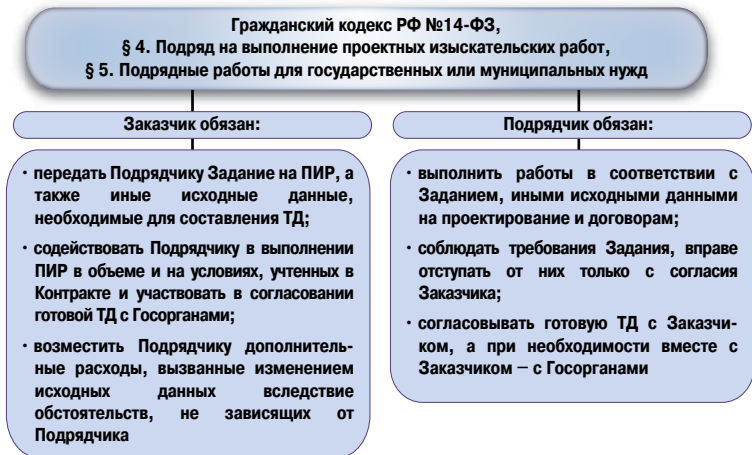 Гражданский кодекс РФ №14-ФЗ,
§ 4. Подряд на выполнение проектных изыскательских работ,
§ 5. Подрядные работы для государственных или муниципальных нужд
Заказчик обязан:
· передать Подрядчику Задание на ПИР, а
также иные исходные данные,
необходимые для составления ТД;
· содействовать Подрядчику в выполнении
ПИР в объеме и на условиях, учтенных в
Контракте и участвовать в согласовании
готовой ТД с Госорганами;
· возместить Подрядчику дополнитель-
ные расходы, вызванные изменением
исходных данных вследствие
обстоятельств, не зависящих от
Подрядчика
Подрядчик обязан:
· выполнить работы в соответствии с
Заданием, иными исходными данными
на проектирование и договорам;
· соблюдать требования Задания, вправе
отступать от них только с согласия
Заказчика;
· согласовывать готовую ТД с Заказчи-
ком, а при необходимости вместе с
Заказчиком – с Госорганами